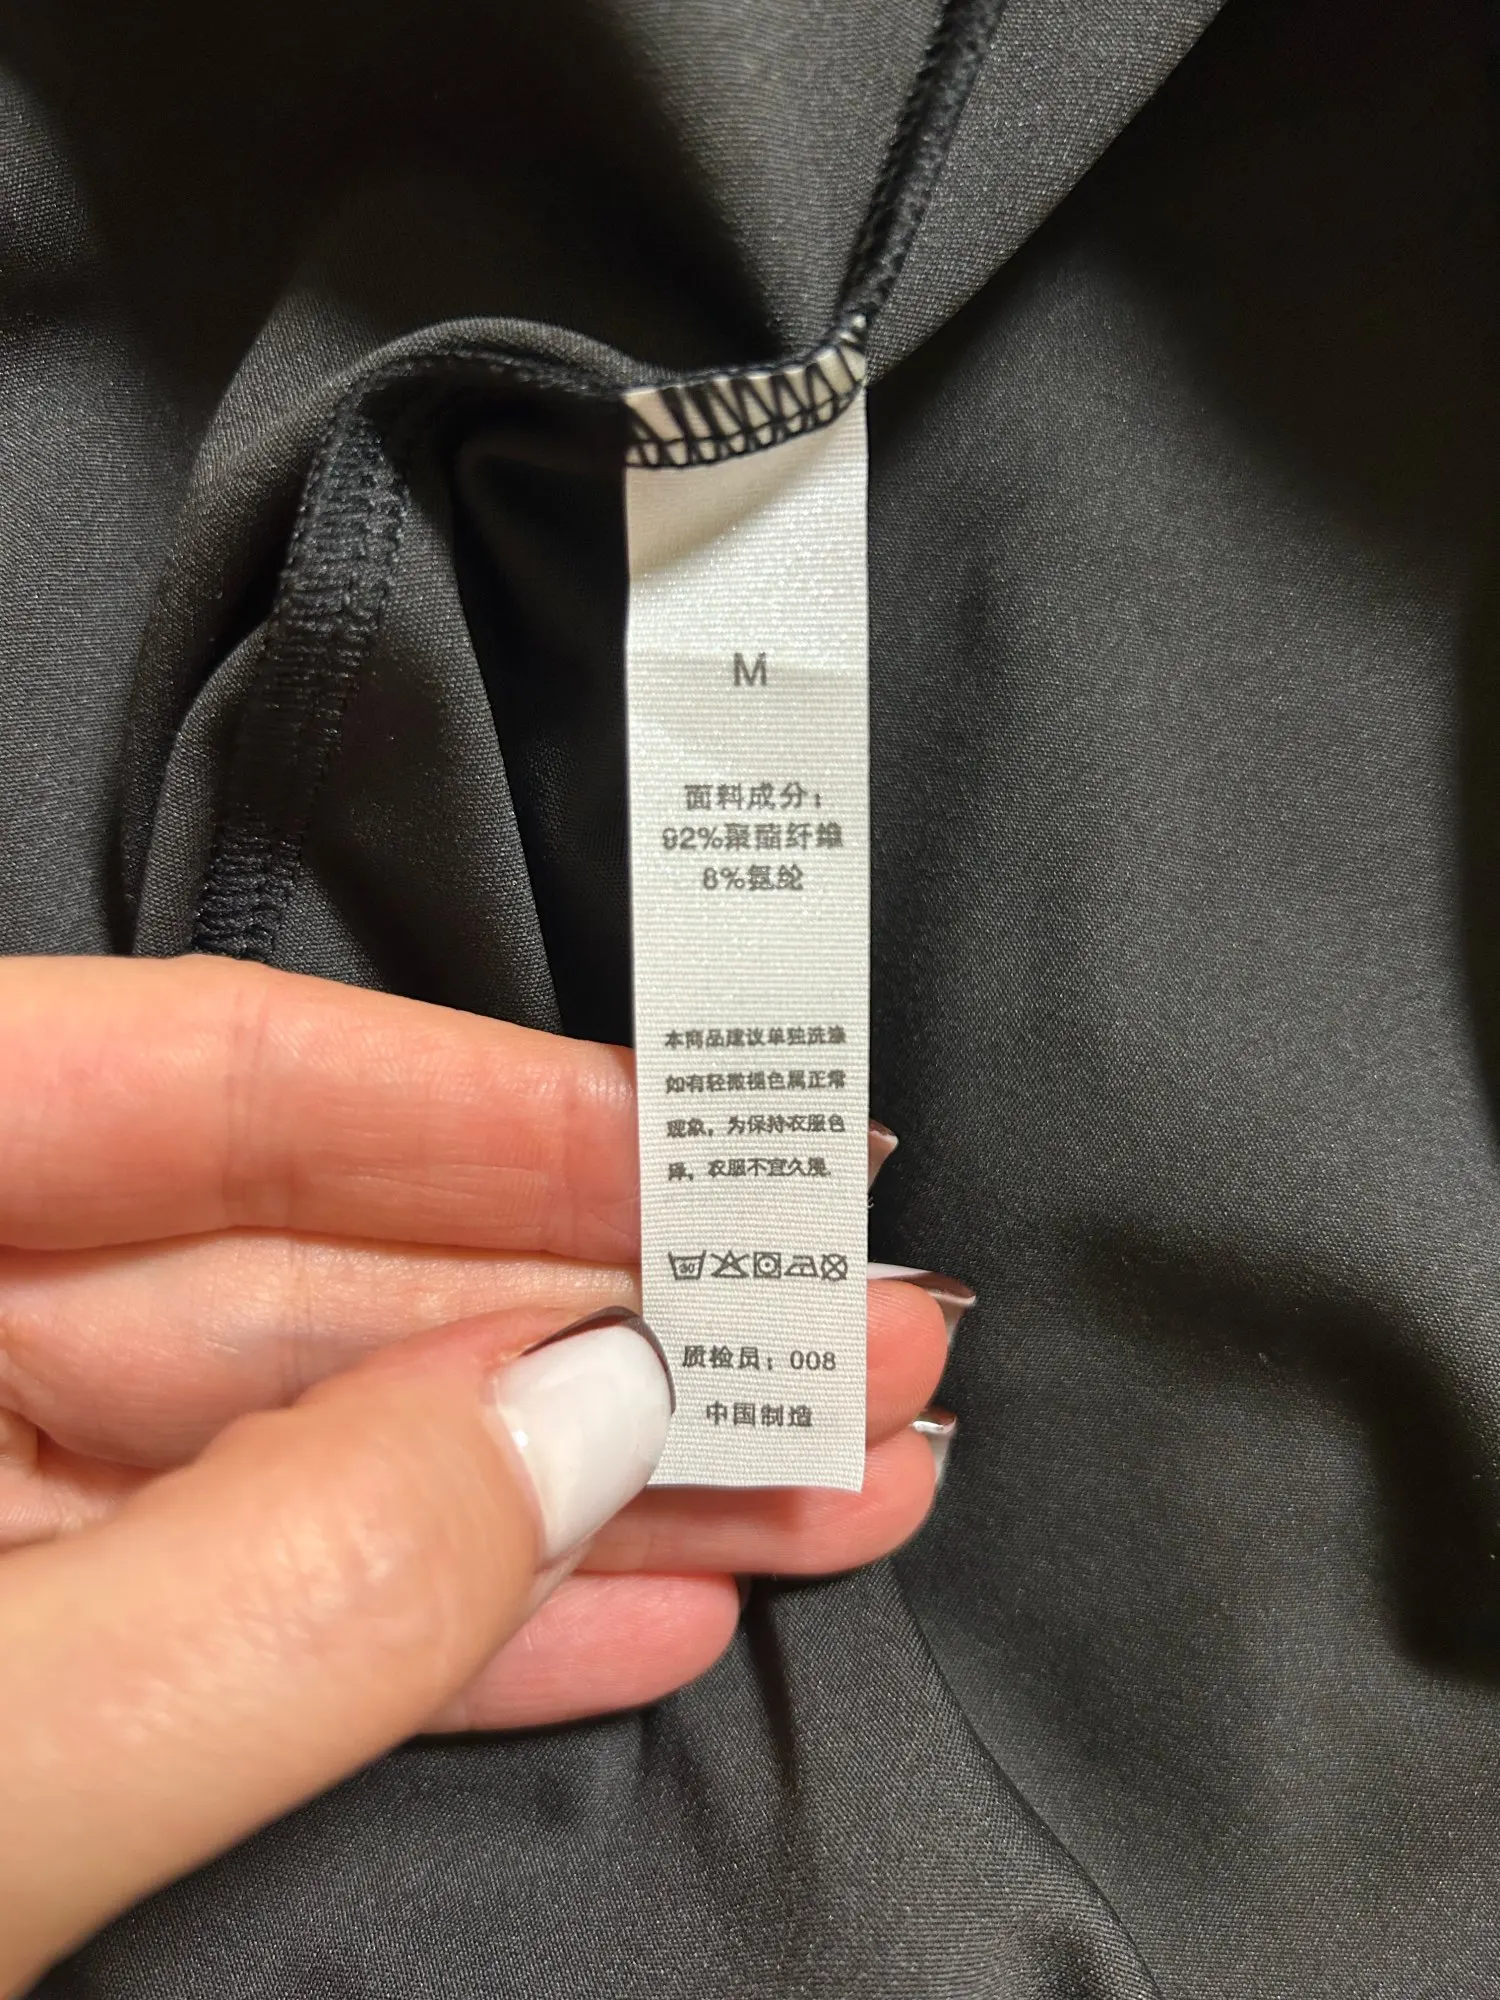 M
面料成分：
92%聚酯纤维
8%氨纶
本商品建议单独洗涤
如有轻微褪色属正常
现象，为保持衣服色
泽，衣服不宜久浸.
30
质检员：008
中国制造